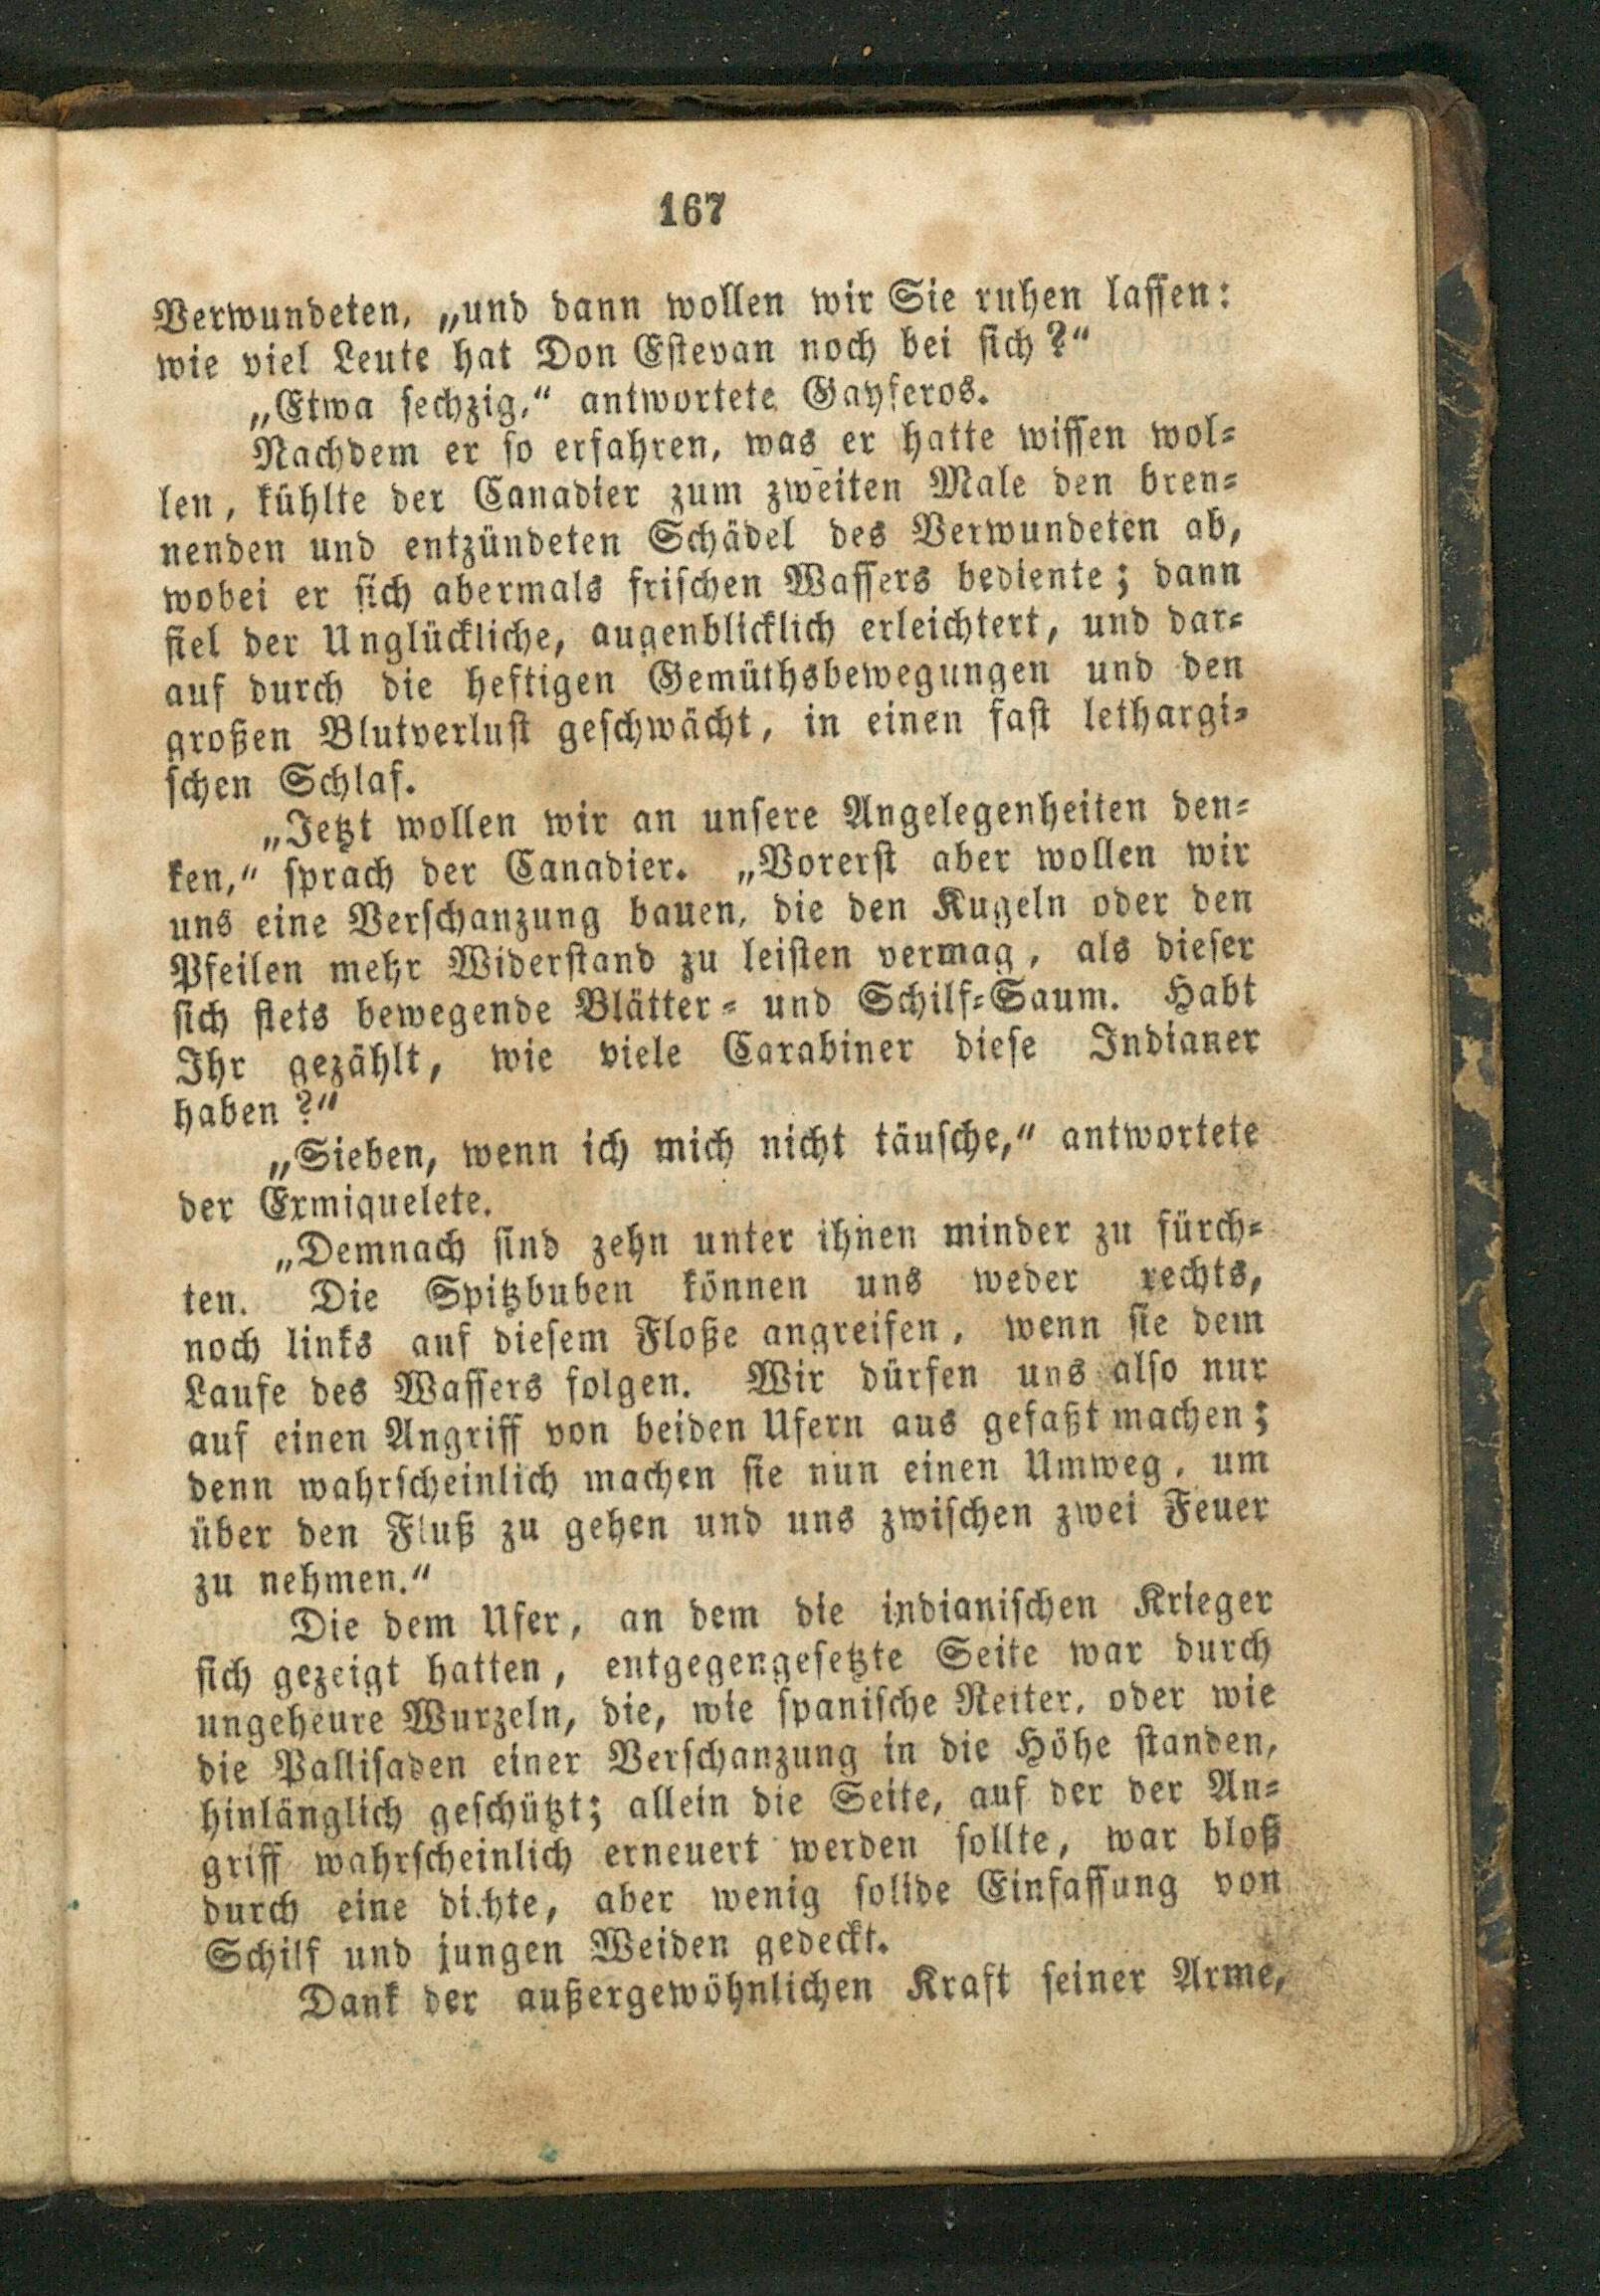 167
Verwundeten, „und dann wollen wir Sie ruhen lassen:
wie viel Leute hat Don Estevan noch bei sich?“
„Etwa sechzig,“ antwortete Gayferos.
Nachdem er so erfahren, was er hatte wissen wol-
len, kühlte der Canadier zum zweiten Male den bren-
nenden und entzündeten Schädel des Verwundeten ab,
wobei er sich abermals frischen Wassers bediente; dann
fiel der Unglückliche, augenblicklich erleichtert, und dar-
auf durch die heftigen Gemüthsbewegungen und den
großen Blutverlust geschwächt, in einen fast lethargi-
schen Schlaf.
„Jetzt wollen wir an unsere Angelegenheiten den-
ken,“ sprach der Canadier. „Vorerst aber wollen wir
uns eine Verschanzung bauen, die den Kugeln oder den
Pfeilen mehr Widerstand zu leisten vermag, als dieser
sich stets bewegende Blätter- und Schilf-Saum. Habt
Ihr gezählt, wie viele Carabiner diese Indianer
haben?“
„Sieben, wenn ich mich nicht täusche,“ antwortete
der Exmiquelete.
„Demnach sind zehn unter ihnen minder zu fürch-
ten. Die Spitzbuben können uns weder rechts,
noch links auf diesem Floße angreifen, wenn sie dem
Laufe des Wassers folgen. Wir dürfen uns also nur
auf einen Angriff von beiden Ufern aus gefaßt machen;
denn wahrscheinlich machen sie nun einen Umweg, um
über den Fluß zu gehen und uns zwischen zwei Feuer
zu nehmen.“
Die dem Ufer, an dem die indianischen Krieger
sich gezeigt hatten, entgegengesetzte Seite war durch
ungeheure Wurzeln, die, wie spanische Reiter, oder wie
die Pallisaden einer Verschanzung in die Höhe standen,
hinlänglich geschützt; allein die Seite, auf der der An-
griff wahrscheinlich erneuert werden sollte, war bloß
durch eine dichte, aber wenig solide Einfassung von
Schilf und jungen Weiden gedeckt.
Dank der außergewöhnlichen Kraft seiner Arme,